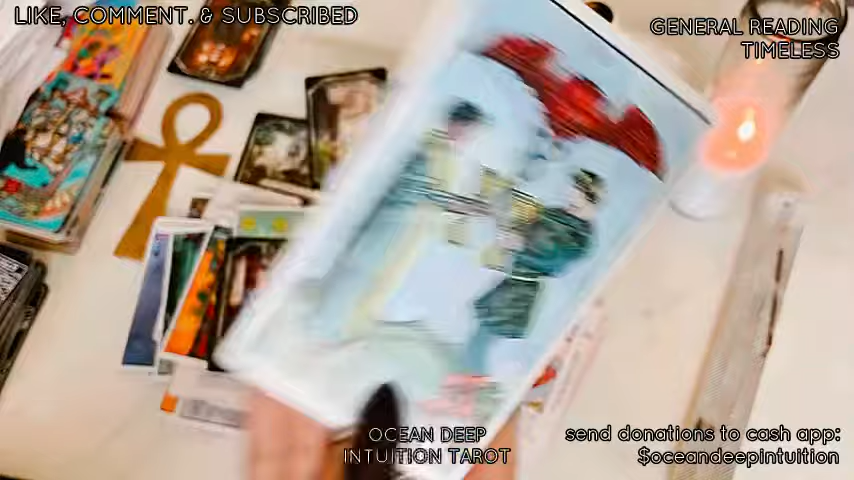 LIKE, COMMENT. & SUBSCRIBED
GENERAL READING
TIMELESS
OCEAN DEEP
INTUITION TAROT
send donations to cash app:
$oceandeepintuition